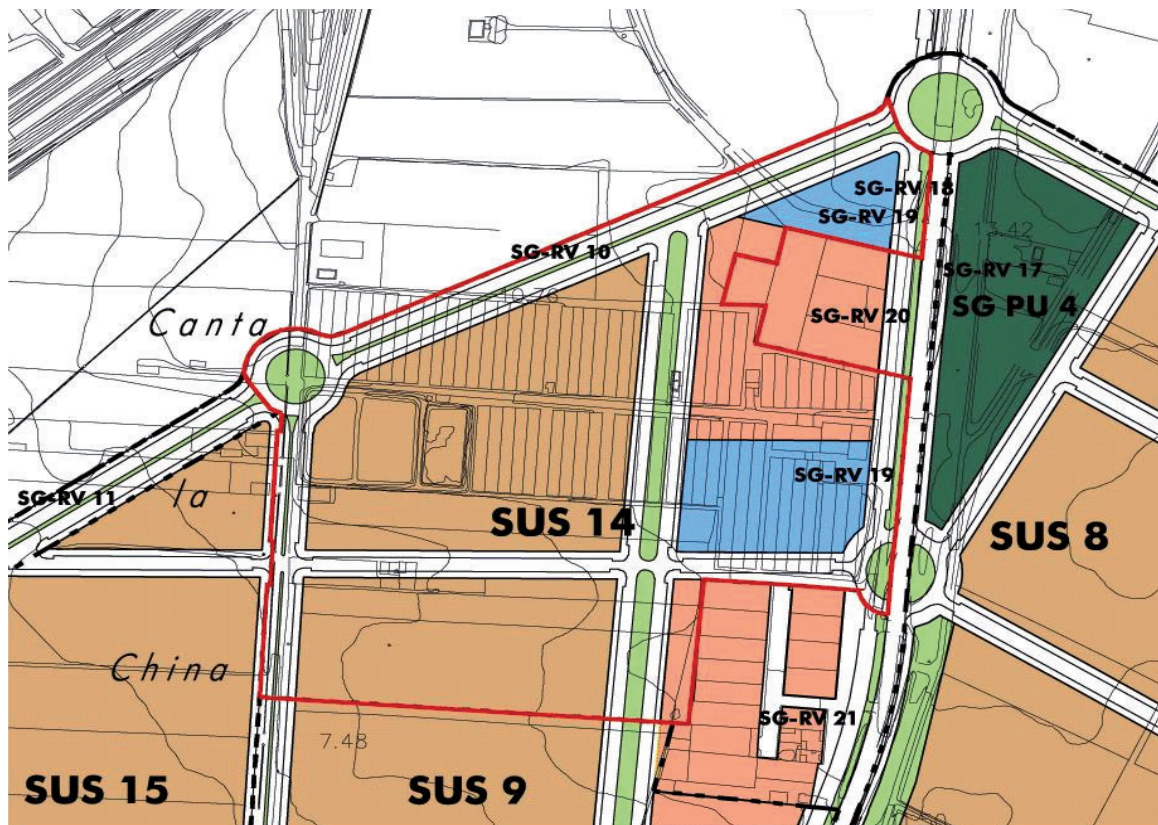 SG-RV 18
SG-RV 19
SG-RV 10
13.42
SG-RV 17
SG PU 4
SG-RV 20
Canta
SG-RV 19
SG-RV 11
la
SUS 14
SUS 8
China
SG-RV 21
7.48
SUS 15
SUS 9